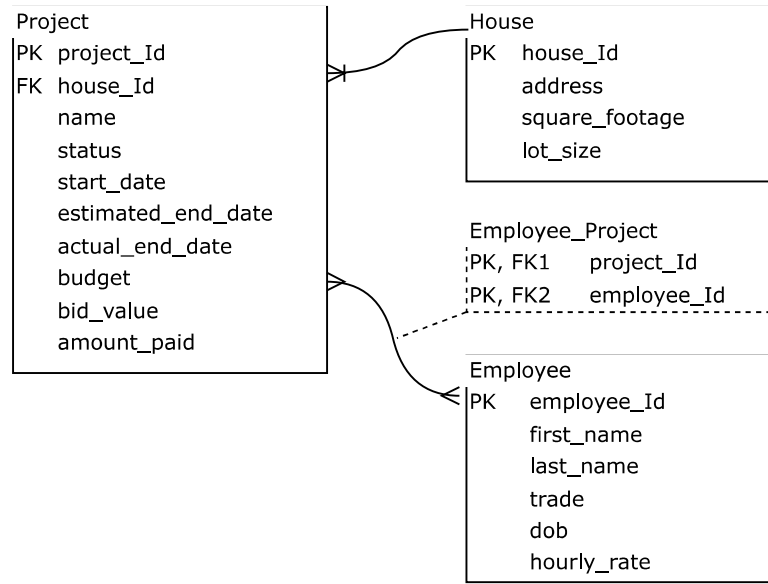 Project
PK project_Id
FK house_Id
name
status
start_date
estimated_end_date
actual_end_date
budget
bid_value
amount_paid
House
PK house_Id
address
square_footage
lot_size
Employee_Project
PK, FK1 project_Id
PK, FK2 employee_Id
Employee
PK employee_Id
first_name
last_name
trade
dob
hourly_rate